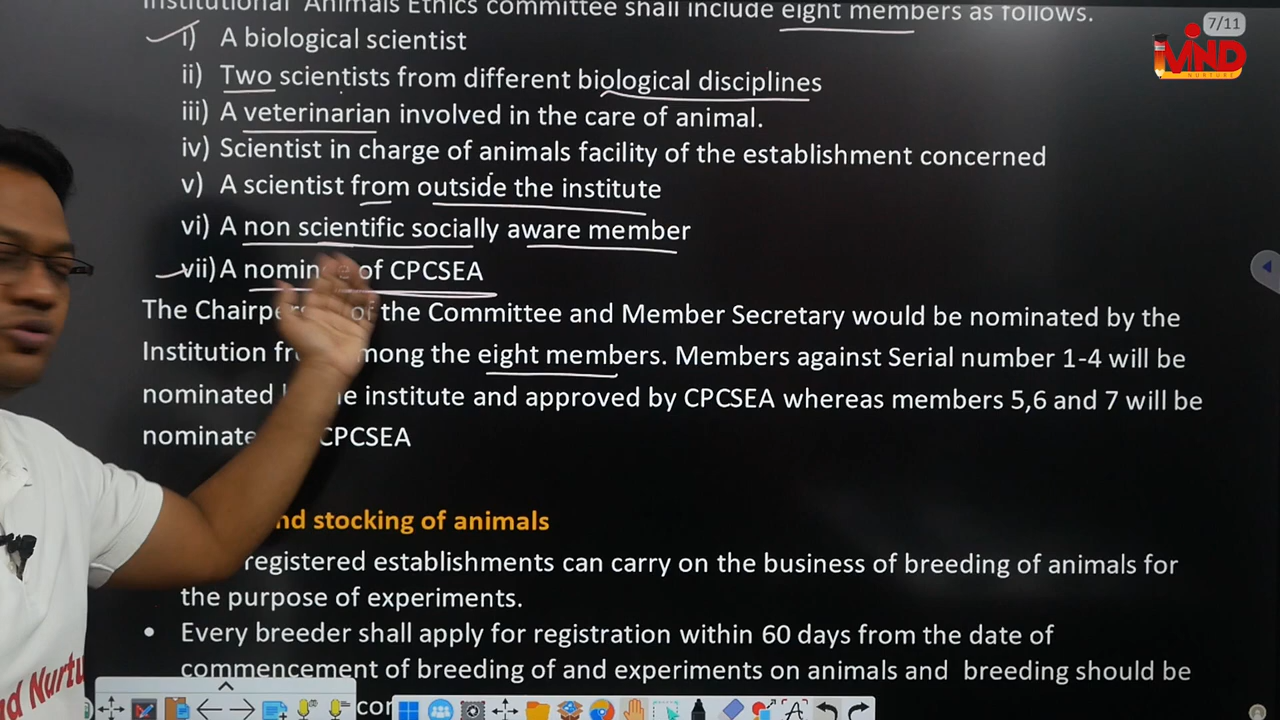 Institutional Animals Ethics committee shall include eight members as follows.
7/11
MIND
NURTURE
i) A biological scientist
ii) Two scientists from different biological disciplines
iii) A veterinarian involved in the care of animal.
iv) Scientist in charge of animals facility of the establishment concerned
v) A scientist from outside the institute
vi) A non scientific socially aware member
vii) A nominee of CPCSEA
The of the Committee and Member Secretary would be nominated by the
Institution among the eight members. Members against Serial number 1-4 will be
nominated institute and approved by CPCSEA whereas members 5,6 and 7 will be
CPCSEA
stocking of animals
registered establishments can carry on the business of breeding of animals for
the purpose of experiments.
• Every breeder shall apply for registration within 60 days from the date of
commencement of breeding of and experiments on animals and breeding should be